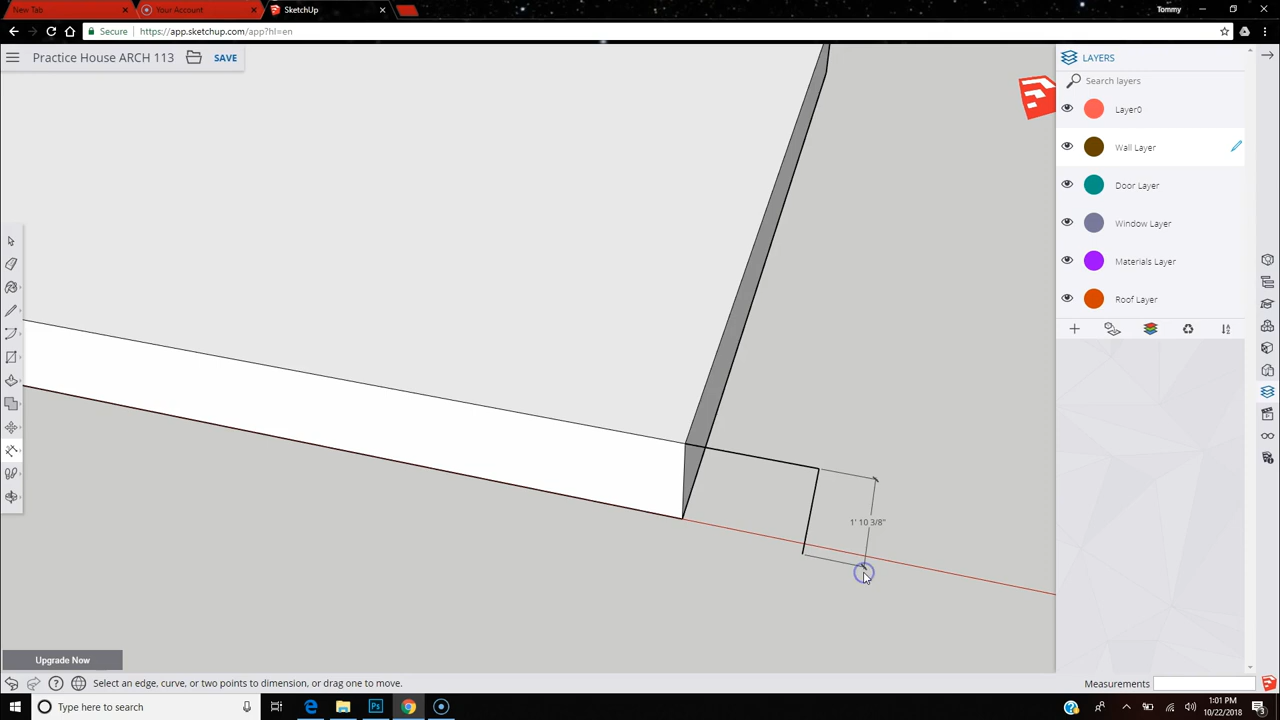 New Tab
Your Account
SketchUp
Tommy
Secure
https://app.sketchup.com/app?hl=en
Practice House ARCH 113
SAVE
LAYERS
Search layers
Layer0
Wall Layer
Door Layer
Window Layer
Materials Layer
Roof Layer
1' 10 3/8"
Upgrade Now
Select an edge, curve, or two points to dimension, or drag one to move.
Measurements
Type here to search
Ps
1:01 PM
10/22/2018